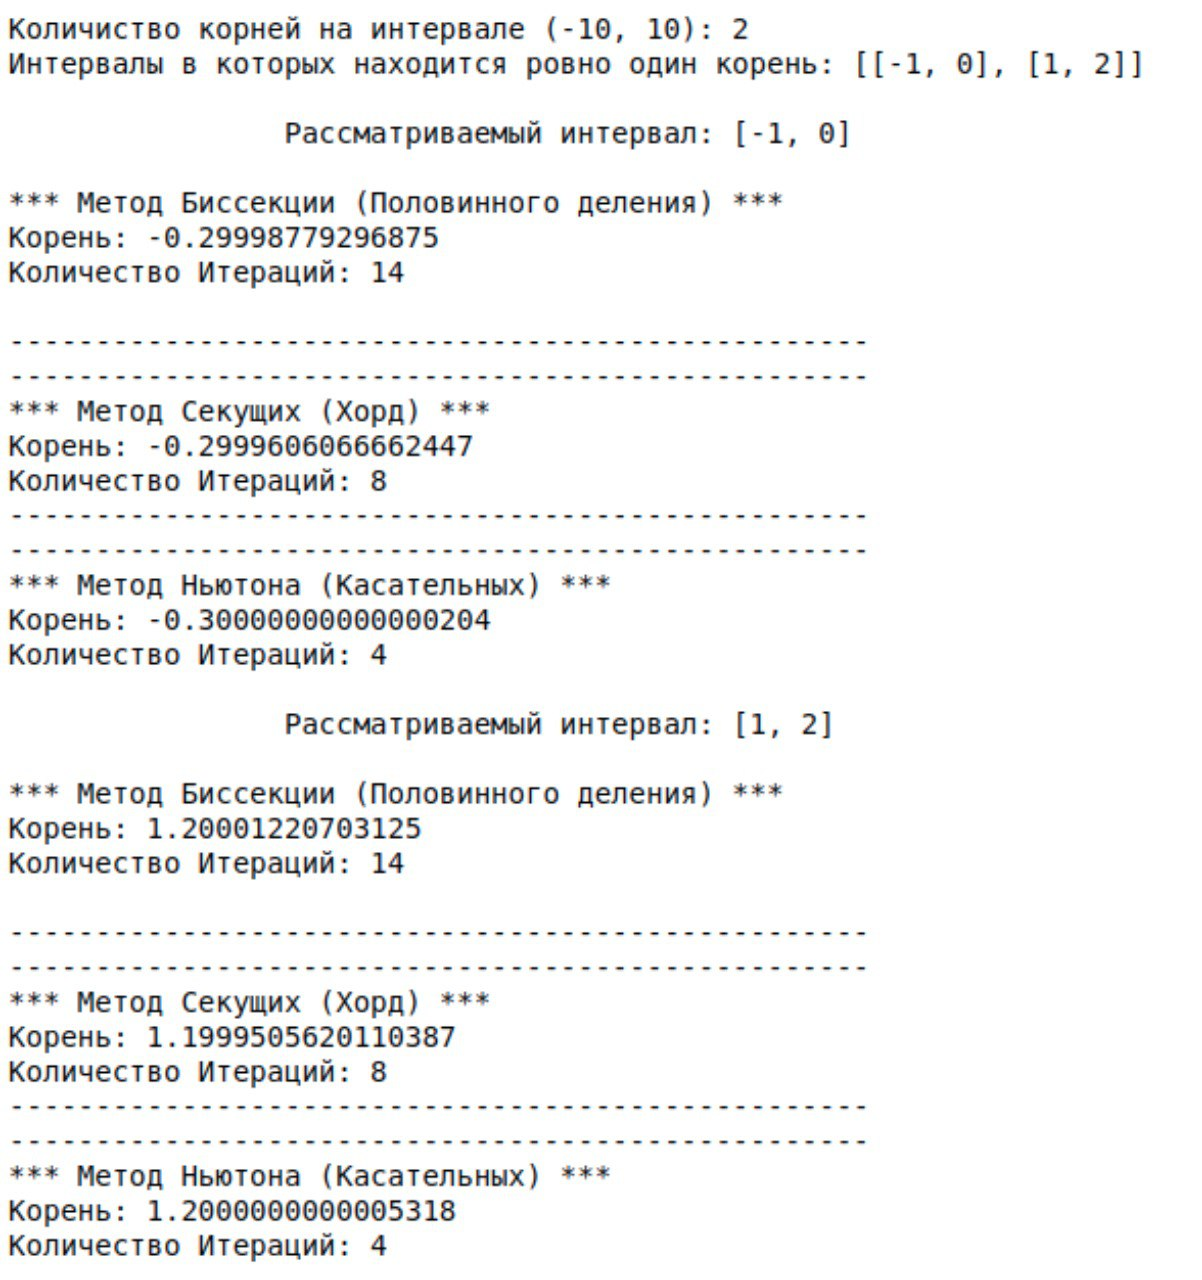 Количиство корней на интервале (-10, 10): 2
Интервалы в которых находится ровно один корень: [[-1, 0], [1, 2]]
Рассматриваемый интервал: [-1, 0]
*** Метод Биссекции (Половинного деления) ***
Корень: -0.29998779296875
Количество Итераций: 14
--------------------------------------------------
--------------------------------------------------
*** Метод Секущих (Хорд) ***
Корень: -0.2999606066662447
Количество Итераций: 8
--------------------------------------------------
--------------------------------------------------
*** Метод Ньютона (Касательных) ***
Корень: -0.30000000000000204
Количество Итераций: 4
Рассматриваемый интервал: [1, 2]
*** Метод Биссекции (Половинного деления) ***
Корень: 1.20001220703125
Количество Итераций: 14
--------------------------------------------------
--------------------------------------------------
*** Метод Секущих (Хорд) ***
Корень: 1.1999505620110387
Количество Итераций: 8
--------------------------------------------------
--------------------------------------------------
*** Метод Ньютона (Касательных) ***
Корень: 1.2000000000005318
Количество Итераций: 4